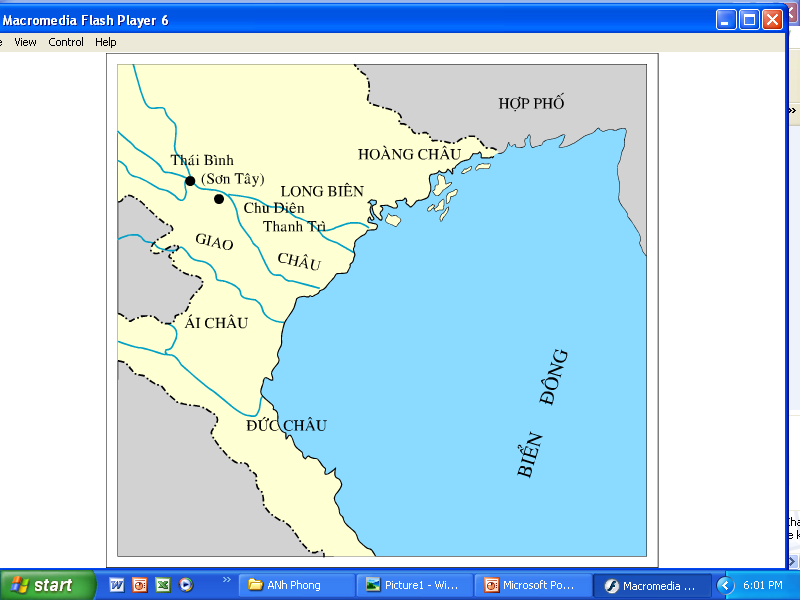 Macromedia Flash Player 6
View Control Help
HỢP PHỐ
HOÀNG CHÂU
Thái Bình
(Sơn Tây)
LONG BIÊN
Chu Diên
Thanh Trì
GIAO
CHÂU
ÁI CHÂU
ĐỨC CHÂU
BIỂN ĐÔNG
start
ANh Phong
Picture1 - Wi...
Microsoft Po...
Macromedia ...
6:01 PM